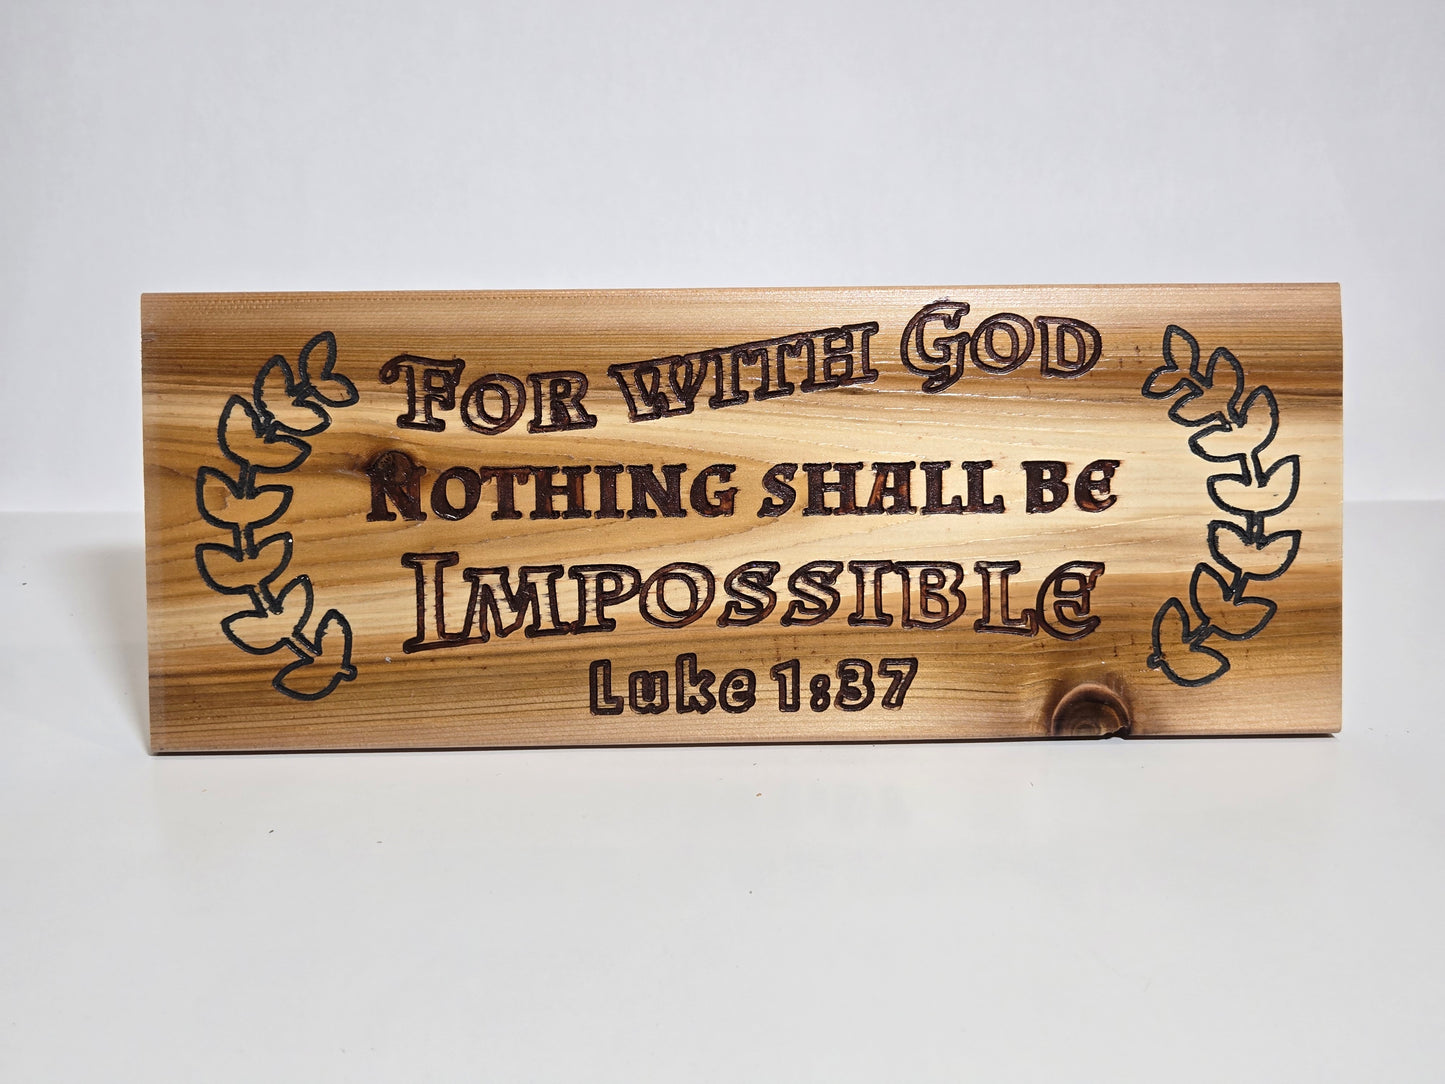 For with God
Nothing shall be
Impossible
Luke 1:37